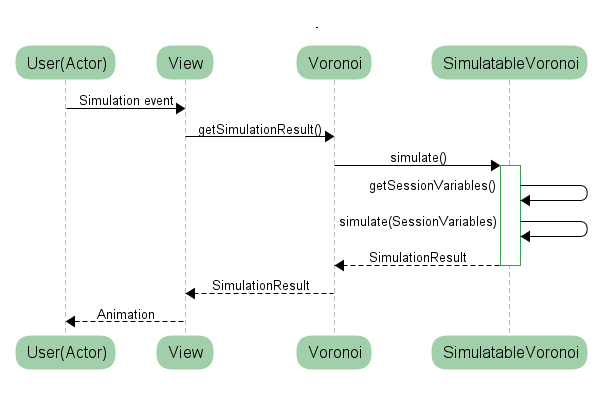 User(Actor) View Voronoi SimulatableVoronoi
Simulation event
getSimulationResult()
simulate()
getSessionVariables()
simulate(SessionVariables)
SimulationResult
SimulationResult
Animation
User(Actor) View Voronoi SimulatableVoronoi